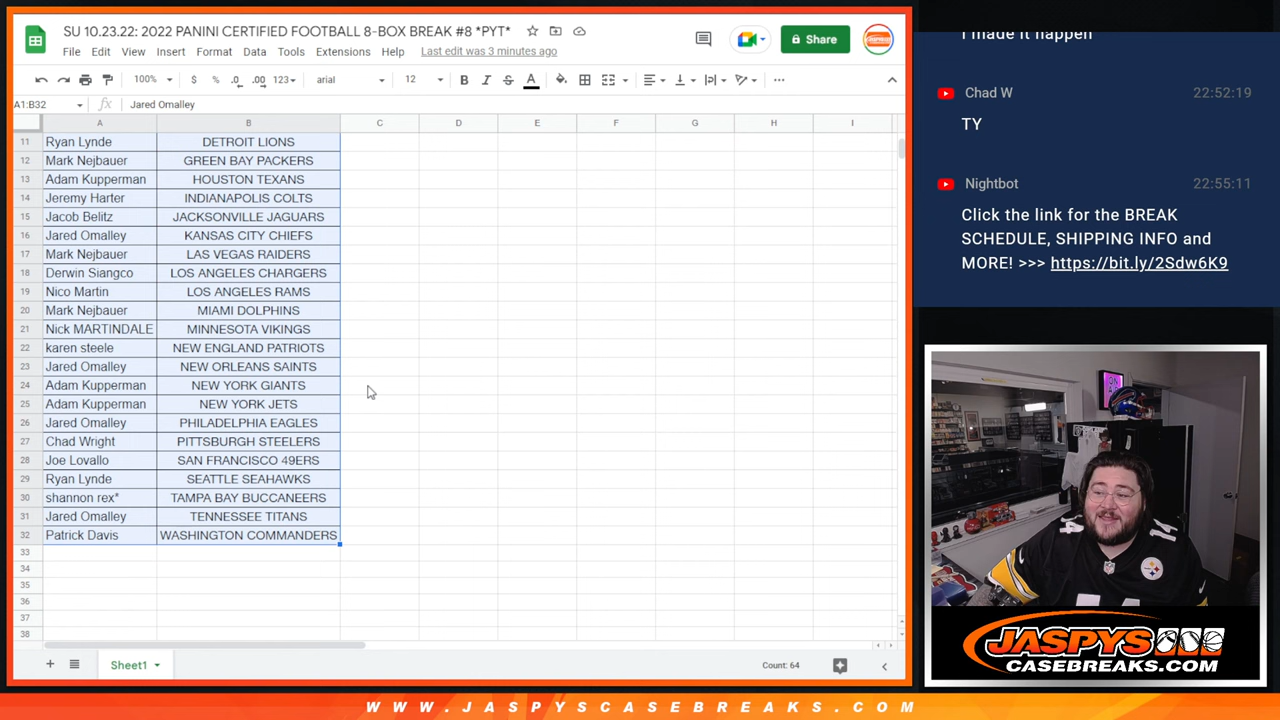 SU 10.23.22: 2022 PANINI CERTIFIED FOOTBALL 8-BOX BREAK #8 *PYT*
File Edit View Insert Format Data Tools Extensions Help Last edit was 3 minutes ago
Share
100% $ % .0 .00 123 arial 12 B I S A
A1:B32 fx Jared Omalley
A B C D E F G H I
11 Ryan Lynde DETROIT LIONS
12 Mark Nejbauer GREEN BAY PACKERS
13 Adam Kupperman HOUSTON TEXANS
14 Jeremy Harter INDIANAPOLIS COLTS
15 Jacob Belitz JACKSONVILLE JAGUARS
16 Jared Omalley KANSAS CITY CHIEFS
17 Mark Nejbauer LAS VEGAS RAIDERS
18 Derwin Siangco LOS ANGELES CHARGERS
19 Nico Martin LOS ANGELES RAMS
20 Mark Nejbauer MIAMI DOLPHINS
21 Nick MARTINDALE MINNESOTA VIKINGS
22 karen steele NEW ENGLAND PATRIOTS
23 Jared Omalley NEW ORLEANS SAINTS
24 Adam Kupperman NEW YORK GIANTS
25 Adam Kupperman NEW YORK JETS
26 Jared Omalley PHILADELPHIA EAGLES
27 Chad Wright PITTSBURGH STEELERS
28 Joe Lovallo SAN FRANCISCO 49ERS
29 Ryan Lynde SEATTLE SEAHAWKS
30 shannon rex* TAMPA BAY BUCCANEERS
31 Jared Omalley TENNESSEE TITANS
32 Patrick Davis WASHINGTON COMMANDERS
33
34
35
36
37
38
Sheet1
Count: 64
I made it happen
Chad W 22:52:19
TY
Nightbot 22:55:11
Click the link for the BREAK
SCHEDULE, SHIPPING INFO and
MORE! >>> https://bit.ly/2Sdw6K9
JASPYS
CASEBREAKS.COM
WWW.JASPYSCASEBREAKS.COM